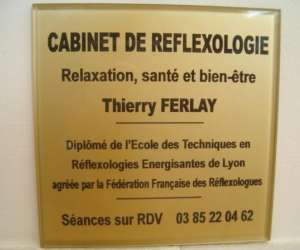 CABINET DE REFLEXOLOGIE
Relaxation, santé et bien-être
Thierry FERLAY
Diplômé de l'Ecole des Techniques en
Réflexologies Energisantes de Lyon
agréée par la Fédération Française des Réflexologues
Séances sur RDV 03 85 22 04 62